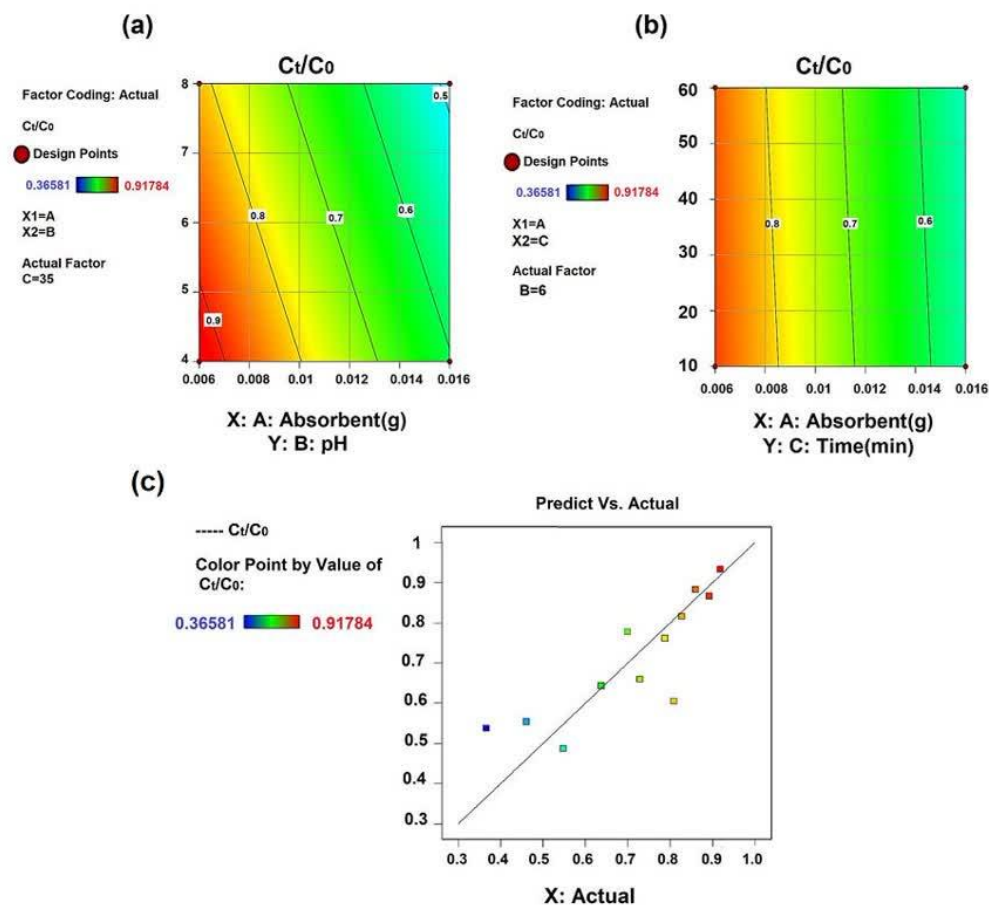 (a)
Ct/C0
Factor Coding: Actual
Ct/C0
Design Points
0.36581 0.91784
X1=A
X2=B
Actual Factor
C=35
8
7
6
5
4
0.5
0.6
0.7
0.8
0.9
0.006 0.008 0.01 0.012 0.014 0.016
X: A: Absorbent(g)
Y: B: pH
(b)
Ct/C0
Factor Coding: Actual
Ct/C0
Design Points
0.36581 0.91784
X1=A
X2=C
Actual Factor
B=6
60
50
40
30
20
10
0.8 0.7 0.6
0.006 0.008 0.01 0.012 0.014 0.016
X: A: Absorbent(g)
Y: C: Time(min)
(c)
Predict Vs. Actual
----- Ct/C0
Color Point by Value of
Ct/C0:
0.36581 0.91784
1
0.9
0.8
0.7
0.6
0.5
0.4
0.3
0.3 0.4 0.5 0.6 0.7 0.8 0.9 1.0
X: Actual